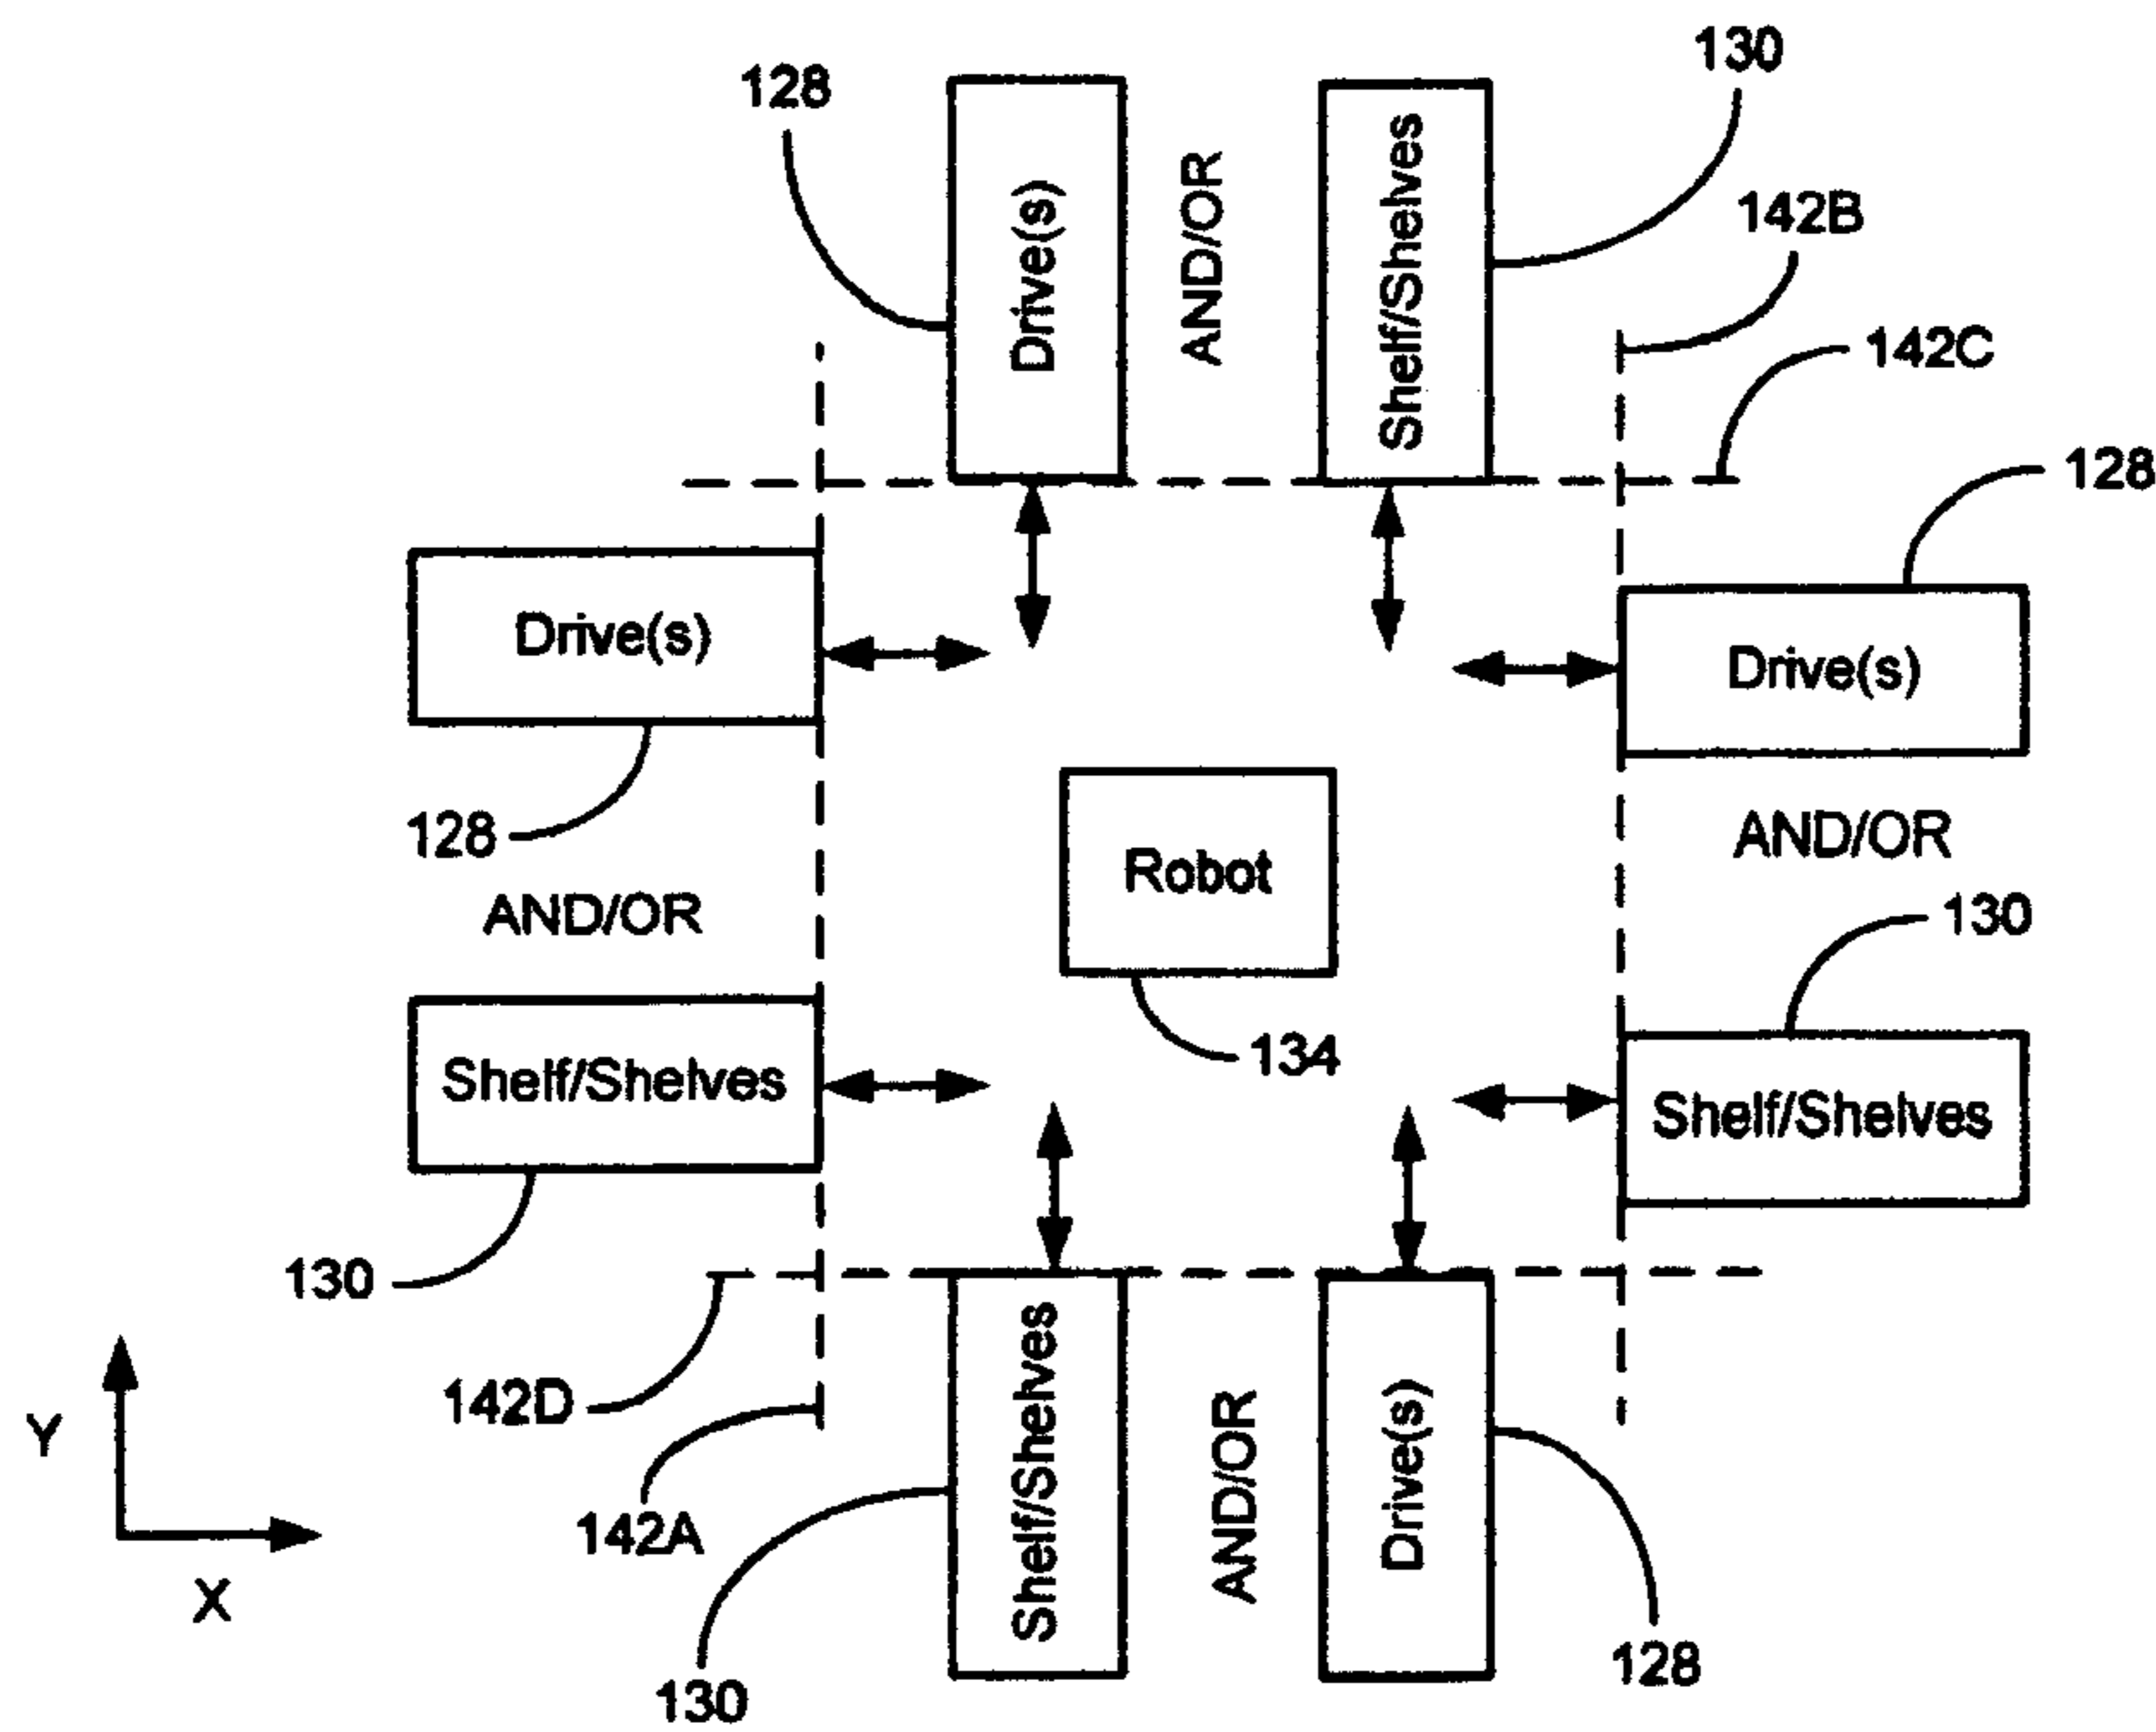 130
128
Drive(s)
AND/OR
Shelf/Shelves
142B
142C
128
Drive(s)
Drive(s)
128
AND/OR
Robot
AND/OR
130
134
Shelf/Shelves
Shelf/Shelves
130
142D
Y
142A
X
Shelf/Shelves
AND/OR
Drive(s)
130
128